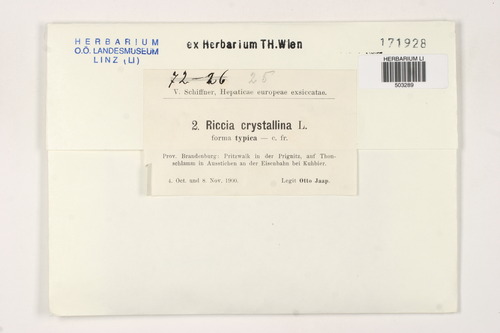 HERBARIUM
O.Ö. LANDESMUSEUM
LINZ (LI)
ex Herbarium TH.Wien
171928
HERBARIUM LI
503289
72-26 26
V. Schiffner, Hepaticae europeae exsiccatae.
2. Riccia crystallina L.
forma typica — c. fr.
Prov. Brandenburg: Pritzwalk in der Prignitz, auf Thon-
schlamm in Ausstichen an der Eisenbahn bei Kuhbier.
4. Oct. und 8. Nov. 1900. Legit Otto Jaap.